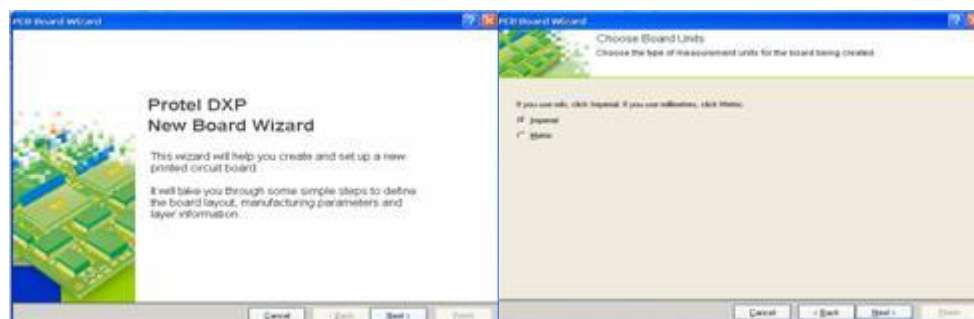 PCB Board Wizard
Protel DXP
New Board Wizard
This wizard will help you create and set up a new
printed circuit board.
It will take you through some simple steps to define
the board layout, manufacturing parameters and
layer information.
Cancel < Back Next > Finish
PCB Board Wizard
Choose Board Units
Choose the type of measurement units for the board being created.
If you use mils, click Imperial. If you use millimetres, click Metric.
Imperial
Metric
Cancel < Back Next > Finish